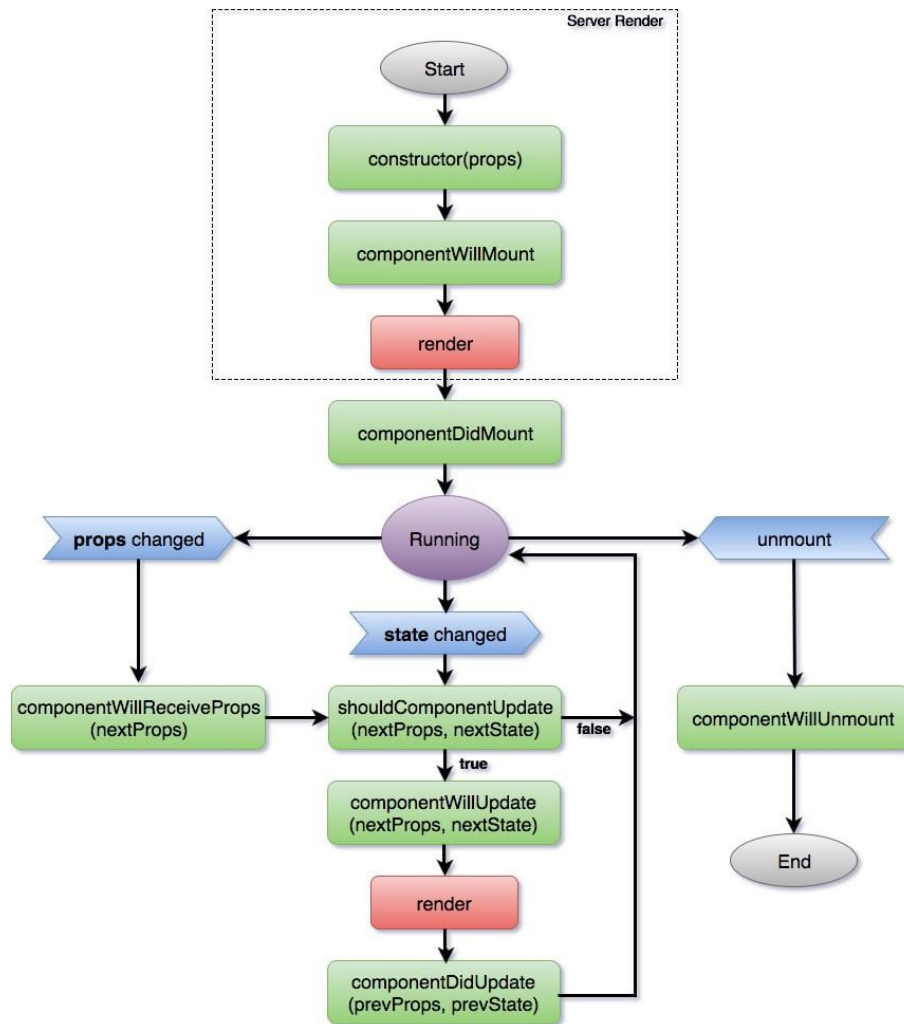 Server Render
Start
constructor(props)
componentWillMount
render
componentDidMount
props changed
Running
unmount
state changed
componentWillReceiveProps
(nextProps)
shouldComponentUpdate
(nextProps, nextState)
false
true
componentWillUnmount
componentWillUpdate
(nextProps, nextState)
render
End
componentDidUpdate
(prevProps, prevState)